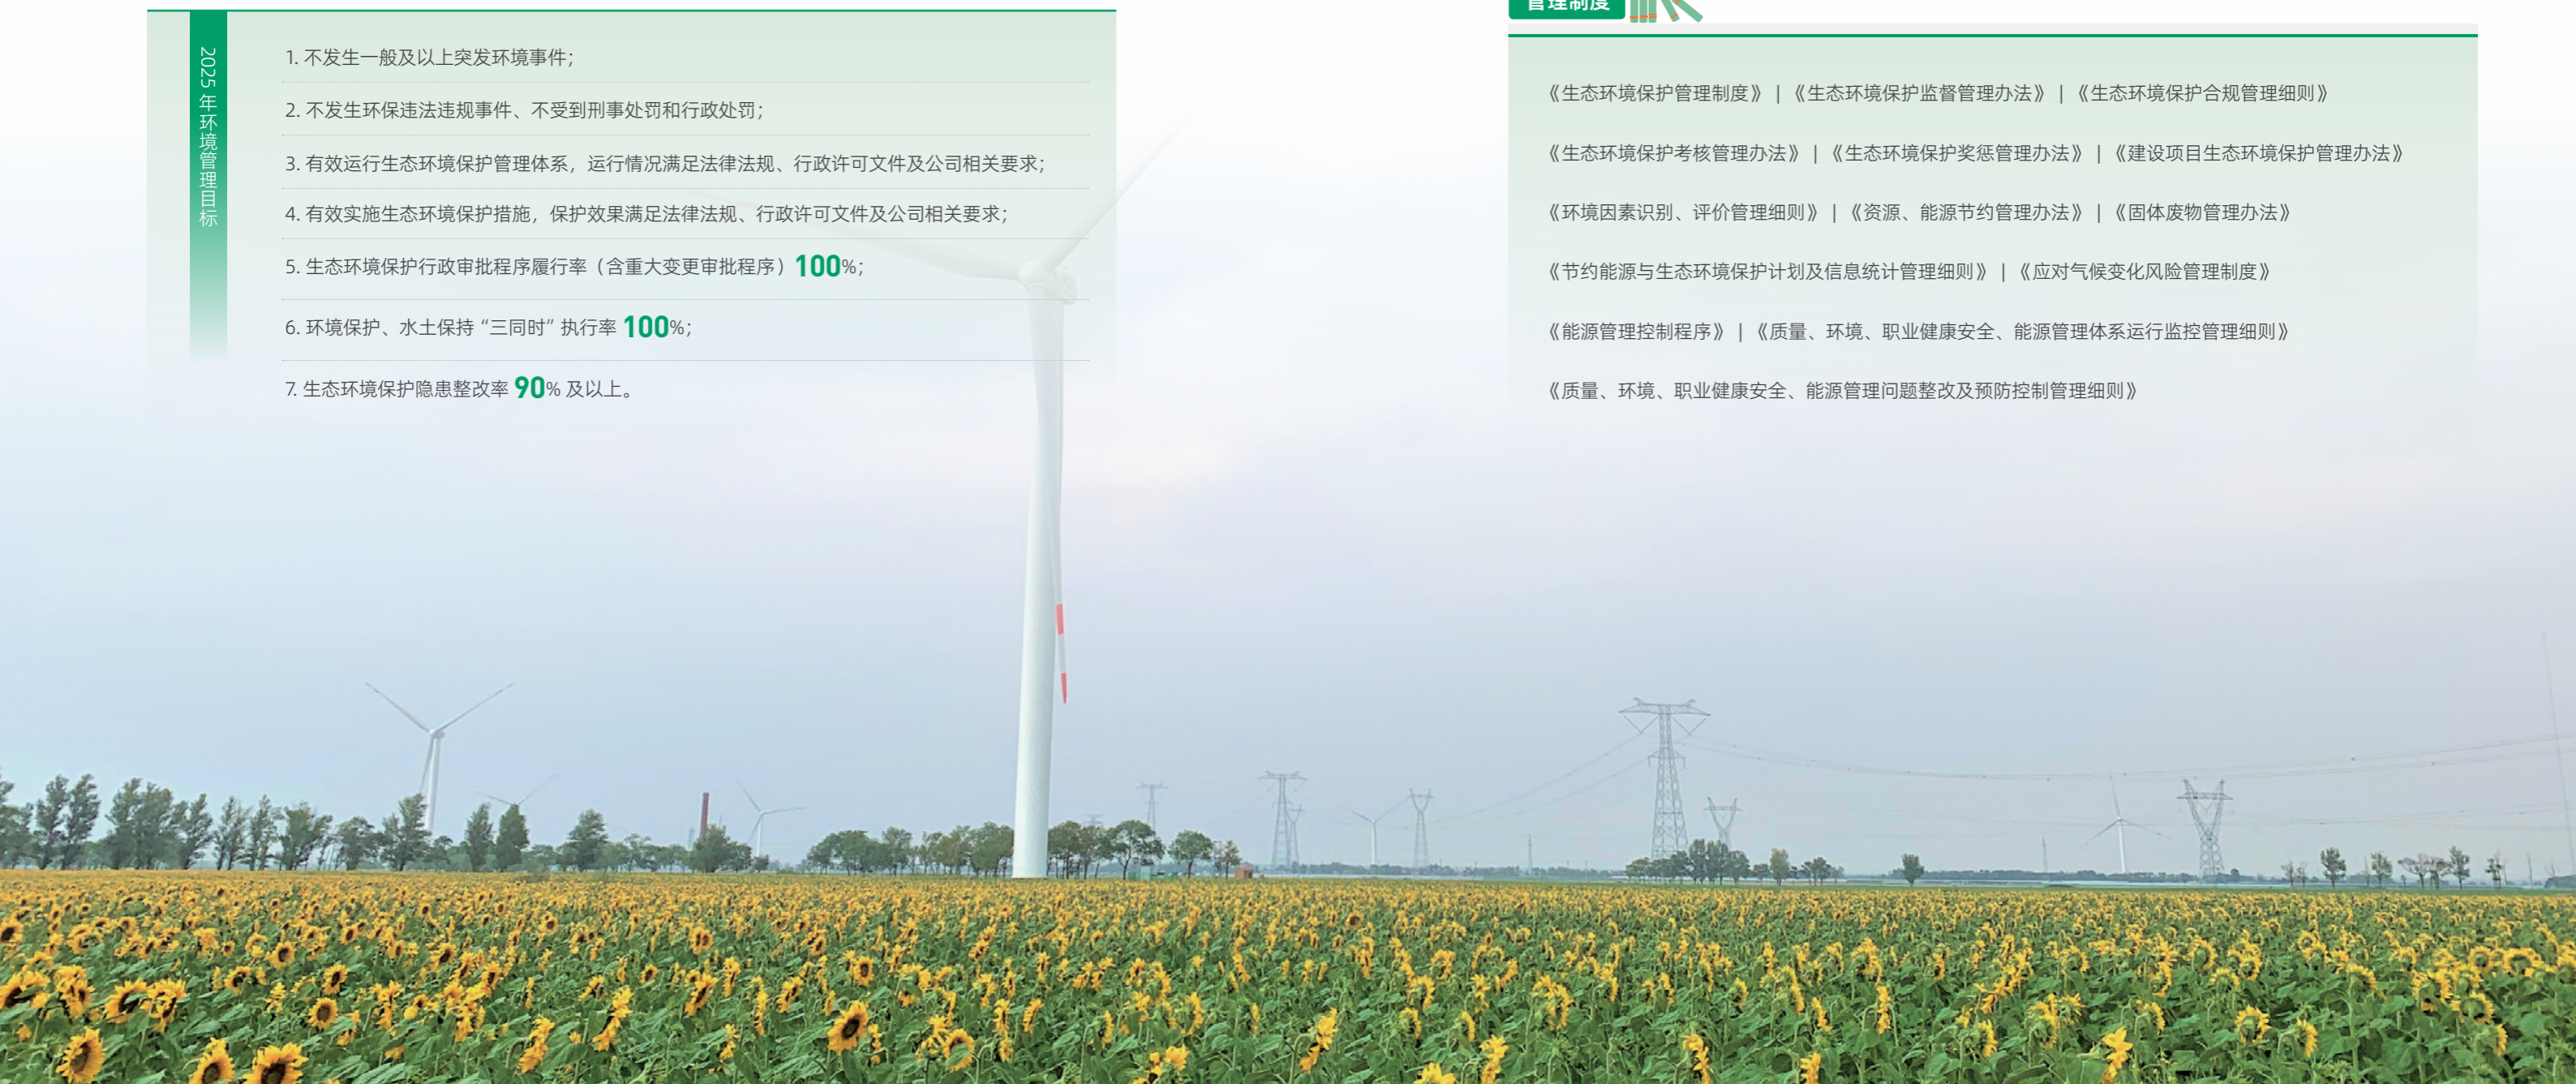 2025 年环境管理目标
1. 不发生一般及以上突发环境事件；
2. 不发生环保违法违规事件、不受到刑事处罚和行政处罚；
3. 有效运行生态环境保护管理体系，运行情况满足法律法规、行政许可文件及公司相关要求；
4. 有效实施生态环境保护措施，保护效果满足法律法规、行政许可文件及公司相关要求；
5. 生态环境保护行政审批程序履行率（含重大变更审批程序）100%；
6. 环境保护、水土保持“三同时”执行率 100%；
7. 生态环境保护隐患整改率 90% 及以上。
管理制度
《生态环境保护管理制度》 | 《生态环境保护监督管理办法》 | 《生态环境保护合规管理细则》
《生态环境保护考核管理办法》 | 《生态环境保护奖惩管理办法》 | 《建设项目生态环境保护管理办法》
《环境因素识别、评价管理细则》 | 《资源、能源节约管理办法》 | 《固体废物管理办法》
《节约能源与生态环境保护计划及信息统计管理细则》 | 《应对气候变化风险管理制度》
《能源管理控制程序》 | 《质量、环境、职业健康安全、能源管理体系运行监控管理细则》
《质量、环境、职业健康安全、能源管理问题整改及预防控制管理细则》